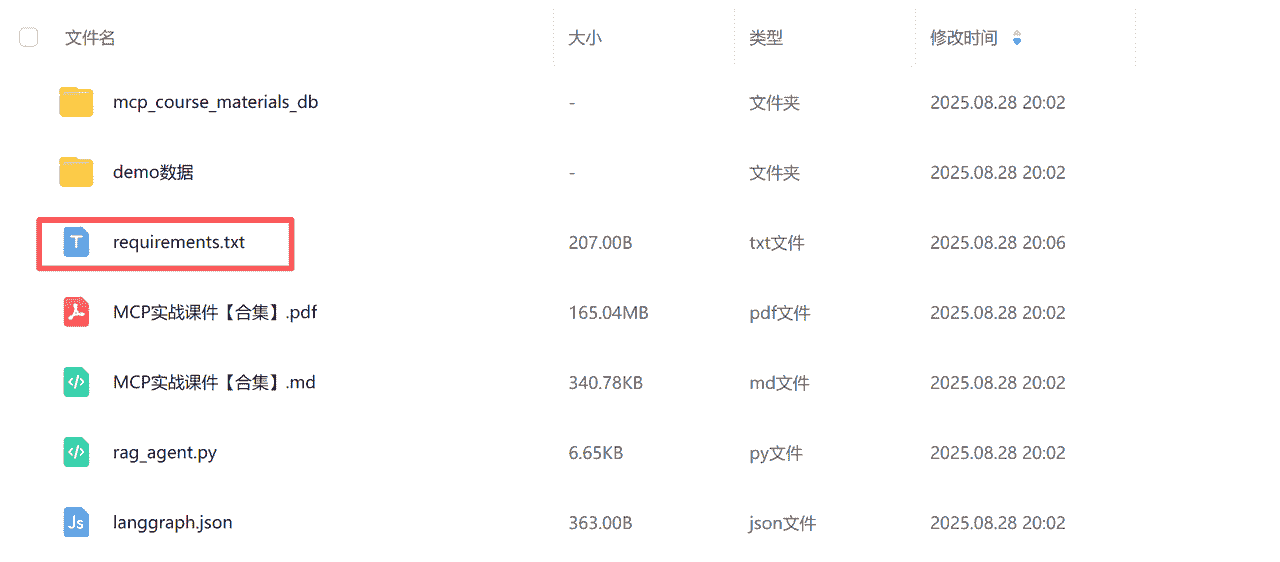 文件名 大小 类型 修改时间
mcp_course_materials_db - 文件夹 2025.08.28 20:02
demo数据 - 文件夹 2025.08.28 20:02
T requirements.txt 207.00B txt文件 2025.08.28 20:06
MCP实战课件【合集】.pdf 165.04MB pdf文件 2025.08.28 20:02
</> MCP实战课件【合集】.md 340.78KB md文件 2025.08.28 20:02
</> rag_agent.py 6.65KB py文件 2025.08.28 20:02
Js langgraph.json 363.00B json文件 2025.08.28 20:02